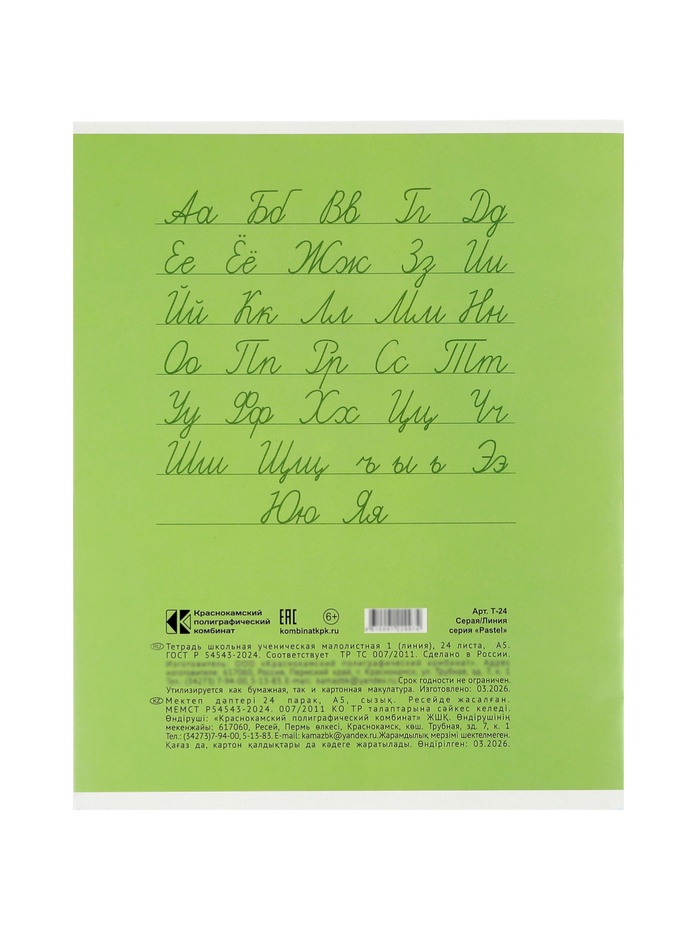 Аа Бб Вв Гг Дд
Ее Ёё Жж Зз Ии
Йй Кк Лл Мм Нн
Оо Пп Рр Сс Тт
Уу Фф Хх Цц Чч
Шш Щщ ъ ы ь Ээ
Юю Яя
Краснокамский
полиграфический
комбинат
ЕАС
kombinatkpk.ru
6+
Арт. Т-24
Серая/Линия
серия «Pastel»
RU Тетрадь школьная ученическая малолистная 1 (линия), 24 листа, А5.
ГОСТ Р 54543-2024. Соответствует ТР ТС 007/2011. Сделано в России.
Срок годности не ограничен.
Утилизируется как бумажная, так и картонная макулатура. Изготовлено: 03.2026.
KZ Мектеп дәптері 24 парақ, А5, сызық. Ресейде жасалған.
МЕМСТ Р54543-2024. 007/2011 КО ТР талаптарына сәйкес келеді.
Өндіруші: «Краснокамский полиграфический комбинат» ЖШҚ. Өндірушінің
мекенжайы: 617060, Ресей, Пермь өлкесі, Краснокамск, көш. Трубная, зд. 7, к. 1
Тел.: (34273)7-94-00, 5-13-83. E-mail: kamazbk@yandex.ru. Жарамдылық мерзімі шектелмеген.
Қағаз да, картон қалдықтары да кәдеге жаратылады. Өндірілген: 03.2026.